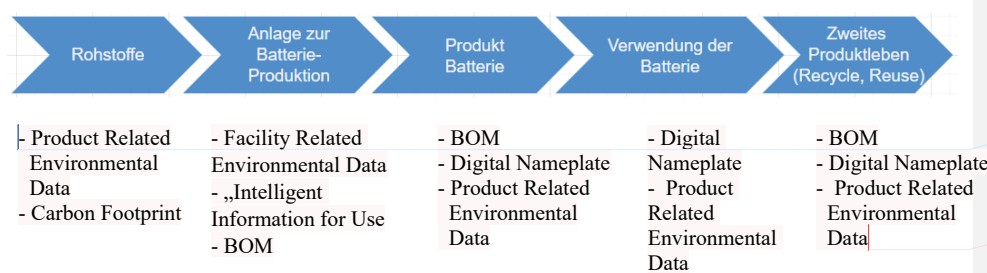 Rohstoffe
Anlage zur
Batterie-
Produktion
Produkt
Batterie
Verwendung der
Batterie
Zweites
Produktleben
(Recycle, Reuse)
- Product Related
Environmental
Data
- Carbon Footprint
- Facility Related
Environmental Data
- „Intelligent
Information for Use
- BOM
- BOM
- Digital Nameplate
- Product Related
Environmental
Data
- Digital
Nameplate
- Product
Related
Environmental
Data
- BOM
- Digital Nameplate
- Product Related
Environmental
Data